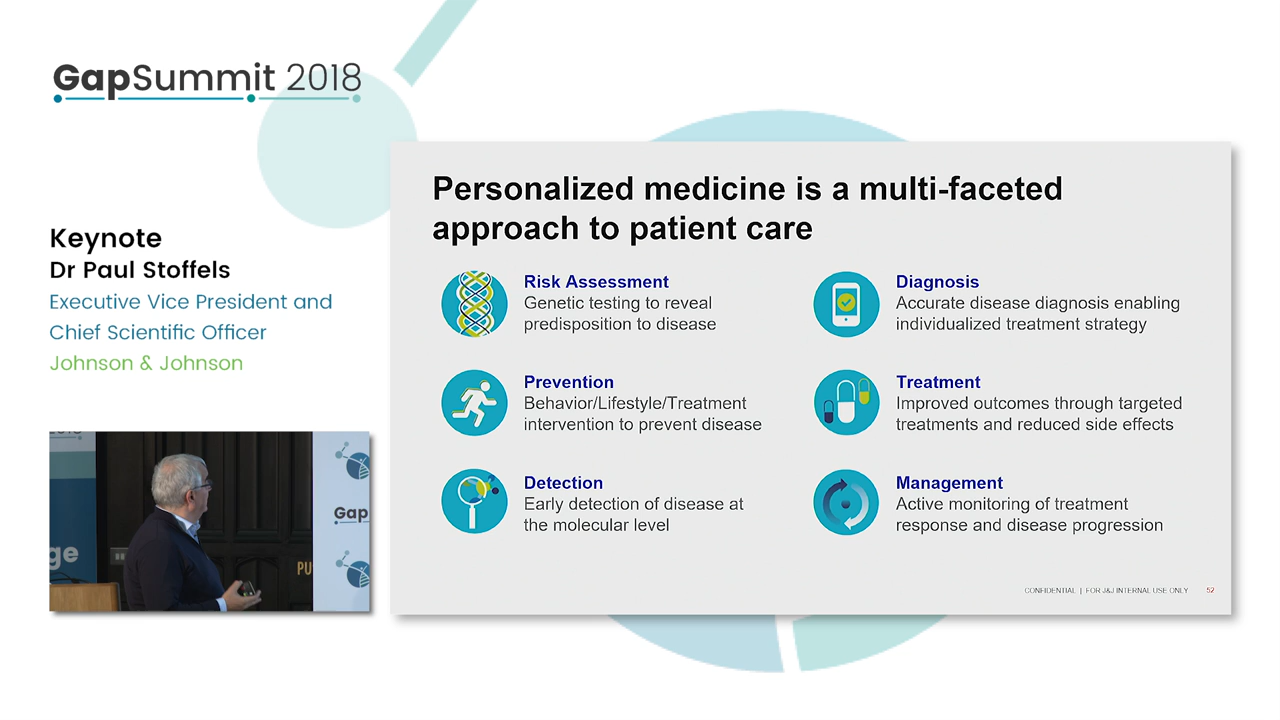 GapSummit 2018
Keynote
Dr Paul Stoffels
Executive Vice President and
Chief Scientific Officer
Johnson & Johnson
Personalized medicine is a multi-faceted
approach to patient care
Risk Assessment
Genetic testing to reveal
predisposition to disease
Prevention
Behavior/Lifestyle/Treatment
intervention to prevent disease
Detection
Early detection of disease at
the molecular level
Diagnosis
Accurate disease diagnosis enabling
individualized treatment strategy
Treatment
Improved outcomes through targeted
treatments and reduced side effects
Management
Active monitoring of treatment
response and disease progression
CONFIDENTIAL | FOR J&J INTERNAL USE ONLY 52
Gap
ge
PU